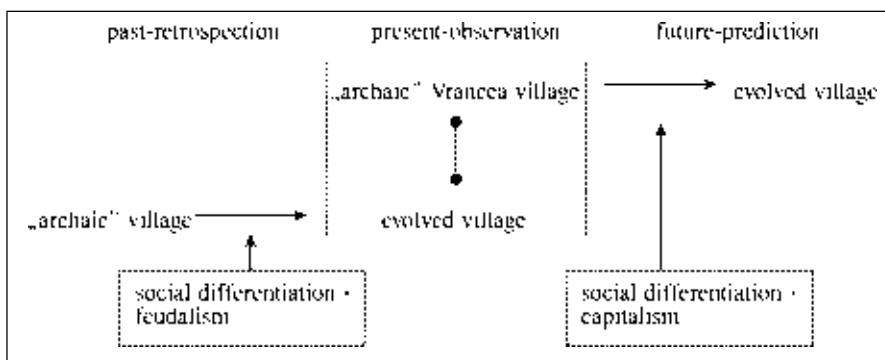 past-retrospection present-observation future-prediction
„archaic” Vrancea village evolved village
„archaic” village evolved village
social differentiation ·
feudalism
social differentiation ·
capitalism